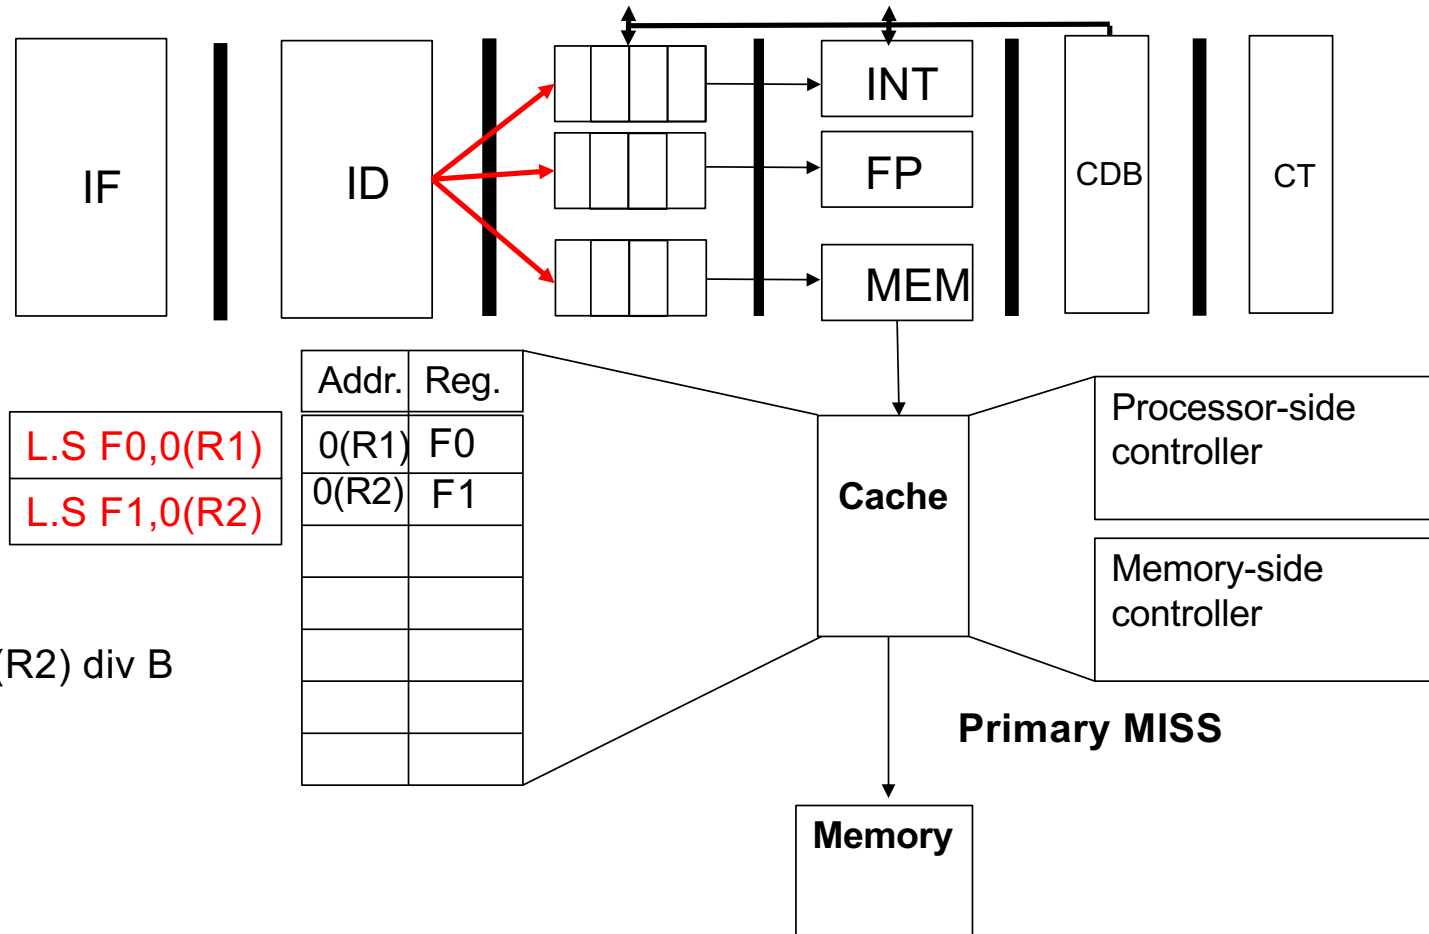 IF
ID
INT
FP
MEM
CDB
CT
Addr. Reg.
L.S F0,0(R1)
L.S F1,0(R2)
0(R1) F0
0(R2) F1
(R2) div B
Cache
Processor-side
controller
Memory-side
controller
Primary MISS
Memory